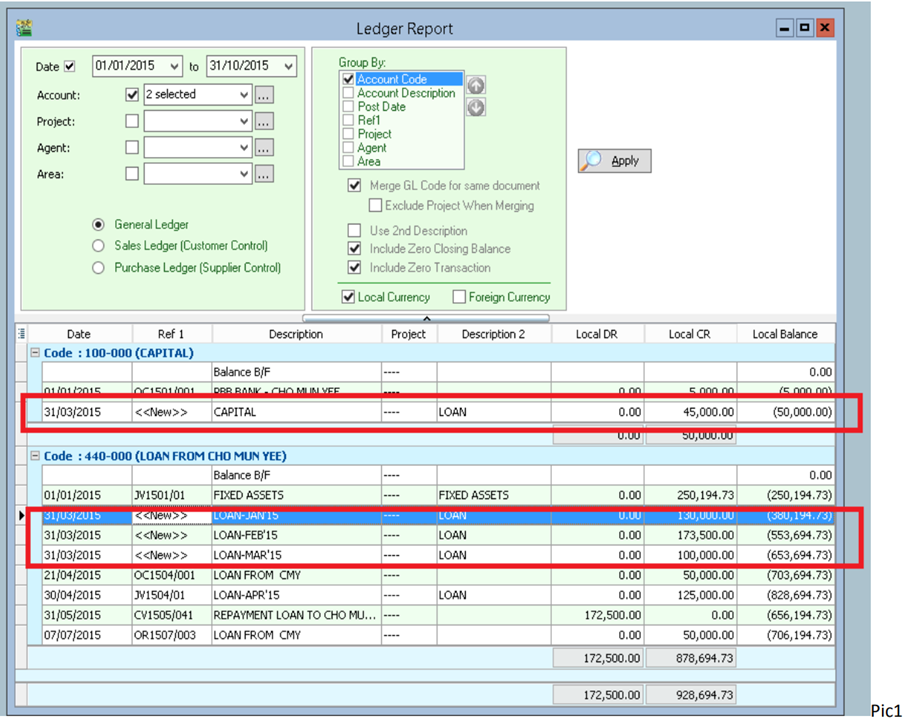 Ledger Report
Date 01/01/2015 to 31/10/2015
Account: 2 selected ...
Project: ...
Agent: ...
Area: ...
General Ledger
Sales Ledger (Customer Control)
Purchase Ledger (Supplier Control)
Group By:
Account Code
Account Description
Post Date
Ref1
Project
Agent
Area
Merge GL Code for same document
Exclude Project When Merging
Use 2nd Description
Include Zero Closing Balance
Include Zero Transaction
Local Currency Foreign Currency
Apply
Date Ref 1 Description Project Description 2 Local DR Local CR Local Balance
Code : 100-000 (CAPITAL)
Balance B/F ---- 0.00
01/01/2015 OC1501/001 RBB BANK - CHO MUN YEE ---- 0.00 5,000.00 (5,000.00)
31/03/2015 <<New>> CAPITAL ---- LOAN 0.00 45,000.00 (50,000.00)
0.00 50,000.00
Code : 440-000 (LOAN FROM CHO MUN YEE)
Balance B/F ---- 0.00
01/01/2015 JV1501/01 FIXED ASSETS ---- FIXED ASSETS 0.00 250,194.73 (250,194.73)
31/03/2015 <<New>> LOAN-JAN'15 ---- LOAN 0.00 130,000.00 (380,194.73)
31/03/2015 <<New>> LOAN-FEB'15 ---- LOAN 0.00 173,500.00 (553,694.73)
31/03/2015 <<New>> LOAN-MAR'15 ---- LOAN 0.00 100,000.00 (653,694.73)
21/04/2015 OC1504/001 LOAN FROM CMY ---- 0.00 50,000.00 (703,694.73)
30/04/2015 JV1504/01 LOAN-APR'15 ---- LOAN 0.00 125,000.00 (828,694.73)
31/05/2015 CV1505/041 REPAYMENT LOAN TO CHO MU... ---- 172,500.00 0.00 (656,194.73)
07/07/2015 OR1507/003 LOAN FROM CMY ---- 0.00 50,000.00 (706,194.73)
172,500.00 878,694.73
172,500.00 928,694.73
Pic1